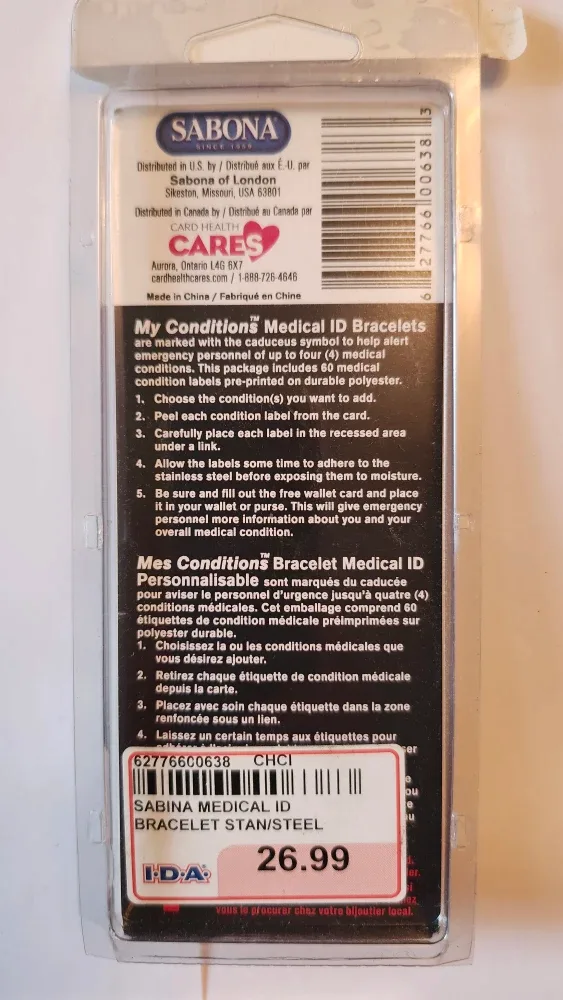 SABONA
SINCE 1959
Distributed in U.S. by / Distribué aux É.-U. par
Sabona of London
Sikeston, Missouri, USA 63801
Distributed in Canada by / Distribué au Canada par
CARD HEALTH
CARES
Aurora, Ontario L4G 6X7
cardhealthcares.com / 1-888-726-4646
Made in China / Fabriqué en Chine
6 27766 00638 3
My Conditions™ Medical ID Bracelets
are marked with the caduceus symbol to help alert
emergency personnel of up to four (4) medical
conditions. This package includes 60 medical
condition labels pre-printed on durable polyester.
1. Choose the condition(s) you want to add.
2. Peel each condition label from the card.
3. Carefully place each label in the recessed area
under a link.
4. Allow the labels some time to adhere to the
stainless steel before exposing them to moisture.
5. Be sure and fill out the free wallet card and place
it in your wallet or purse. This will give emergency
personnel more information about you and your
overall medical condition.
Mes Conditions™ Bracelet Medical ID
Personnalisable sont marqués du caducée
pour aviser le personnel d'urgence jusqu'à quatre (4)
conditions médicales. Cet emballage comprend 60
étiquettes de condition médicale préimprimées sur
polyester durable.
1. Choisissez la ou les conditions médicales que
vous désirez ajouter.
2. Retirez chaque étiquette de condition médicale
depuis la carte.
3. Placez avec soin chaque étiquette dans la zone
renfoncée sous un lien.
4. Laissez un certain temps aux étiquettes pour
62776600638 CHCI
SABINA MEDICAL ID
BRACELET STAN/STEEL
I.D.A.
26.99
vous le procurer chez votre bijoutier local.